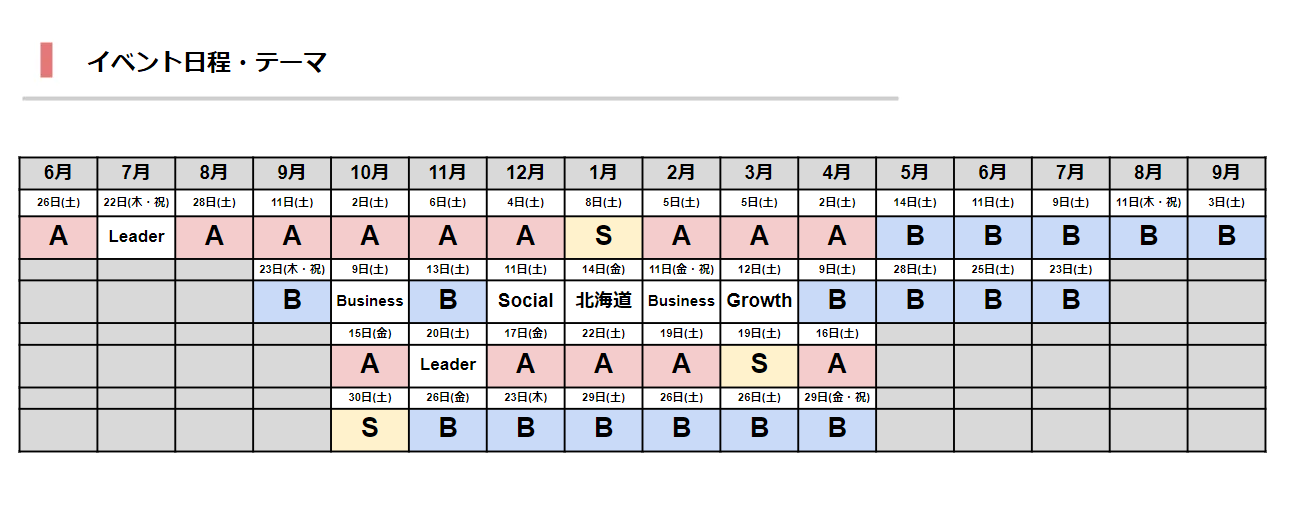 イベント日程・テーマ
6月 7月 8月 9月 10月 11月 12月 1月 2月 3月 4月 5月 6月 7月 8月 9月
26日(土) 22日(木・祝) 28日(土) 11日(土) 2日(土) 6日(土) 4日(土) 8日(土) 5日(土) 5日(土) 2日(土) 14日(土) 11日(土) 9日(土) 11日(木・祝) 3日(土)
A Leader A A A A A S A A A B B B B B
23日(木・祝) 9日(土) 13日(土) 11日(土) 14日(金) 11日(金・祝) 12日(土) 9日(土) 28日(土) 25日(土) 23日(土)
B Business B Social 北海道 Business Growth B B B B
15日(金) 20日(土) 17日(金) 22日(土) 19日(土) 19日(土) 16日(土)
A Leader A A A S A
30日(土) 26日(金) 23日(木) 29日(土) 26日(土) 26日(土) 29日(金・祝)
S B B B B B B